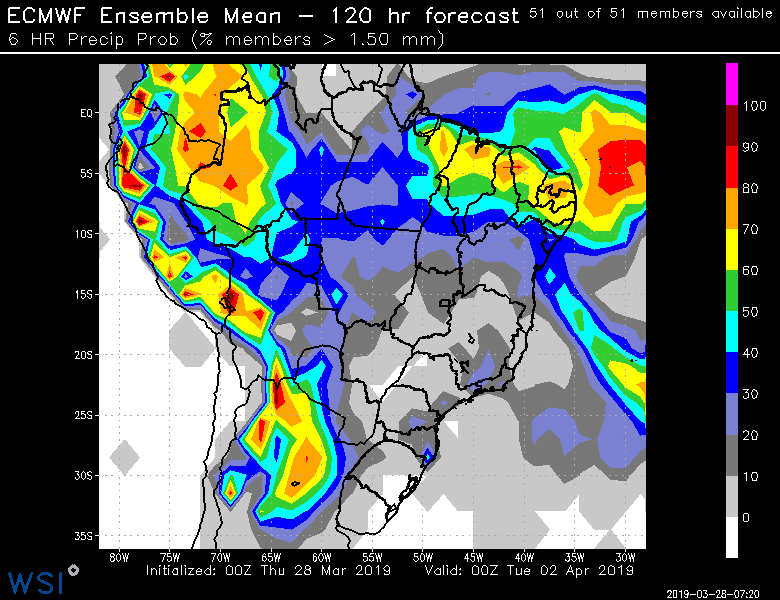 ECMWF Ensemble Mean – 120 hr forecast 51 out of 51 members available
6 HR Precip Prob (% members > 1.50 mm)
100
EQ
90
80
5S
70
10S
60
15S
50
40
20S
30
25S
20
30S
10
0
35S
80W 75W 70W 65W 60W 55W 50W 45W 40W 35W 30W
Initialized: 00Z Thu 28 Mar 2019 Valid: 00Z Tue 02 Apr 2019
WSI
2019-03-28-07:20